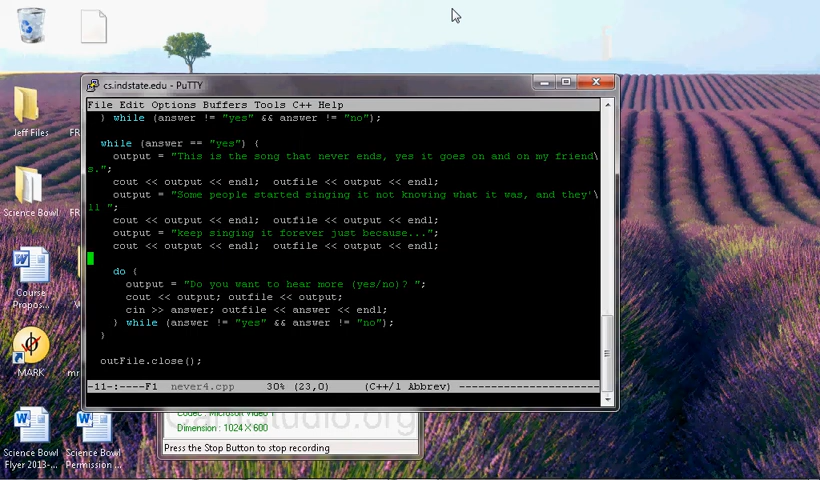 cs.indstate.edu - PuTTY
File Edit Options Buffers Tools C++ Help
} while (answer != "yes" && answer != "no");
while (answer == "yes") {
output = "This is the song that never ends, yes it goes on and on my friend\
s.";
cout << output << endl;  outfile << output << endl;
output = "Some people started singing it not knowing what it was, and they'\
ll ";
cout << output << endl;  outfile << output << endl;
output = "keep singing it forever just because...";
cout << output << endl;  outfile << output << endl;
do {
output = "Do you want to hear more (yes/no)? ";
cout << output; outfile << output;
cin >> answer; outfile << answer << endl;
} while (answer != "yes" && answer != "no");
}
outFile.close();
-11-:----F1  never4.cpp      30% (23,0)      (C++/l Abbrev)
Jeff Files
FR
Science Bowl
FR
Course
Propos...
MARK
mr
Science Bowl
Flyer 2013-...
Science Bowl
Permission ...
Codec : Microsoft Video 1
Dimension : 1024 X 600
Press the Stop Button to stop recording